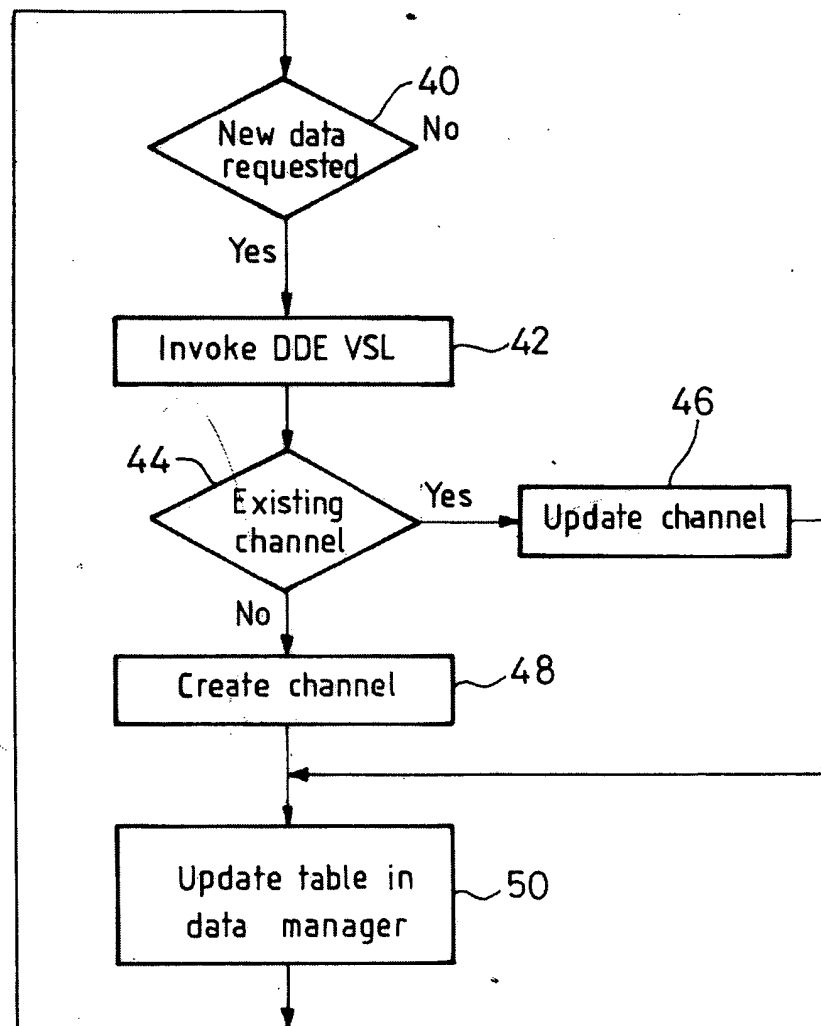 40
New data
requested
No
Yes
Invoke DDE VSL
42
44
Existing
channel
Yes
46
Update channel
No
Create channel
48
Update table in
data manager
50